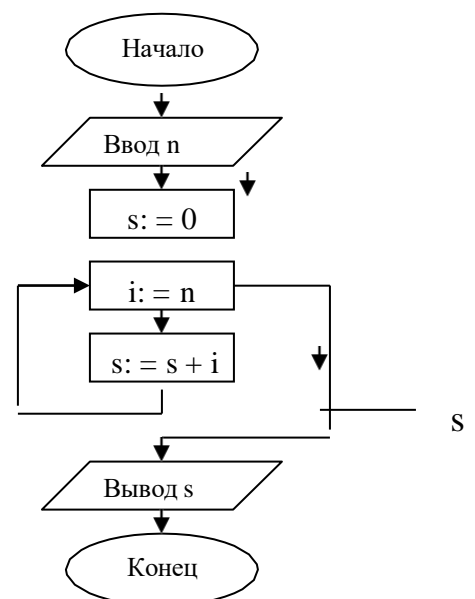 Начало
Ввод n
s: = 0
i: = n
s: = s + i
s
Вывод s
Конец